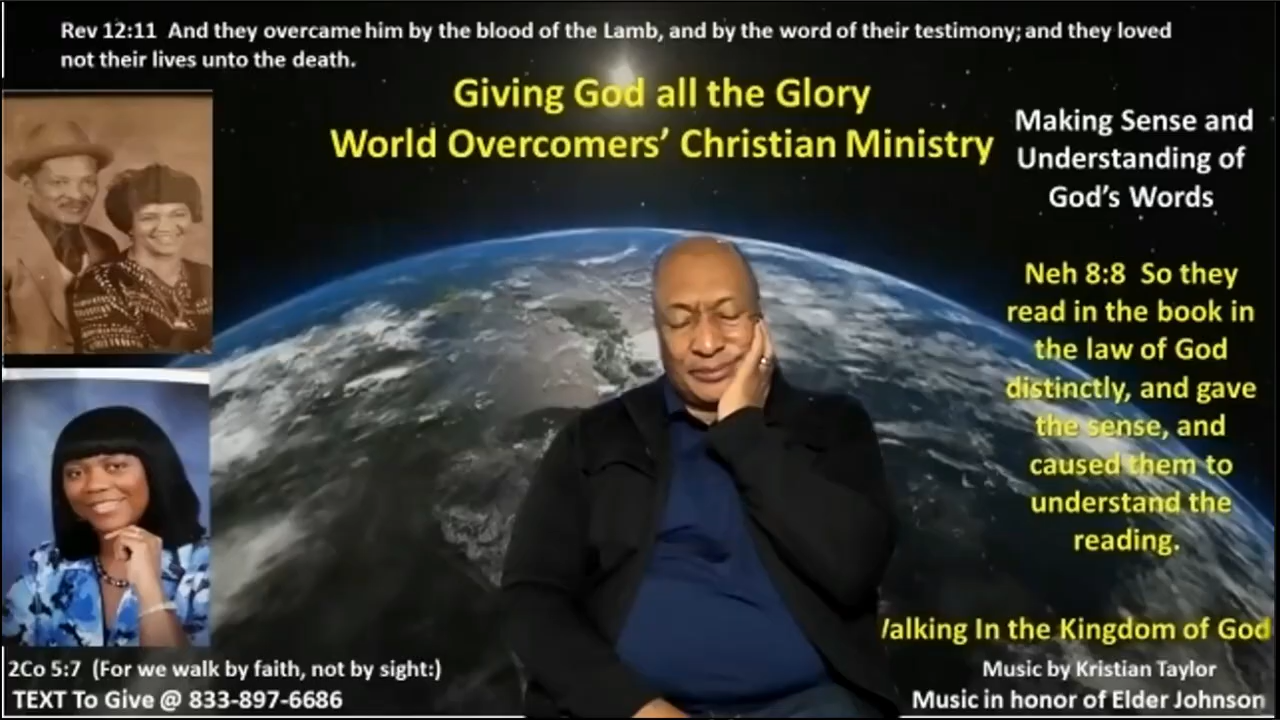 Rev 12:11 And they overcame him by the blood of the Lamb, and by the word of their testimony; and they loved
not their lives unto the death.
Giving God all the Glory
World Overcomers’ Christian Ministry
Making Sense and
Understanding of
God’s Words
Neh 8:8 So they
read in the book in
the law of God
distinctly, and gave
the sense, and
caused them to
understand the
reading.
alking In the Kingdom of God
2Co 5:7 (For we walk by faith, not by sight:)
TEXT To Give @ 833-897-6686
Music by Kristian Taylor
Music in honor of Elder Johnson